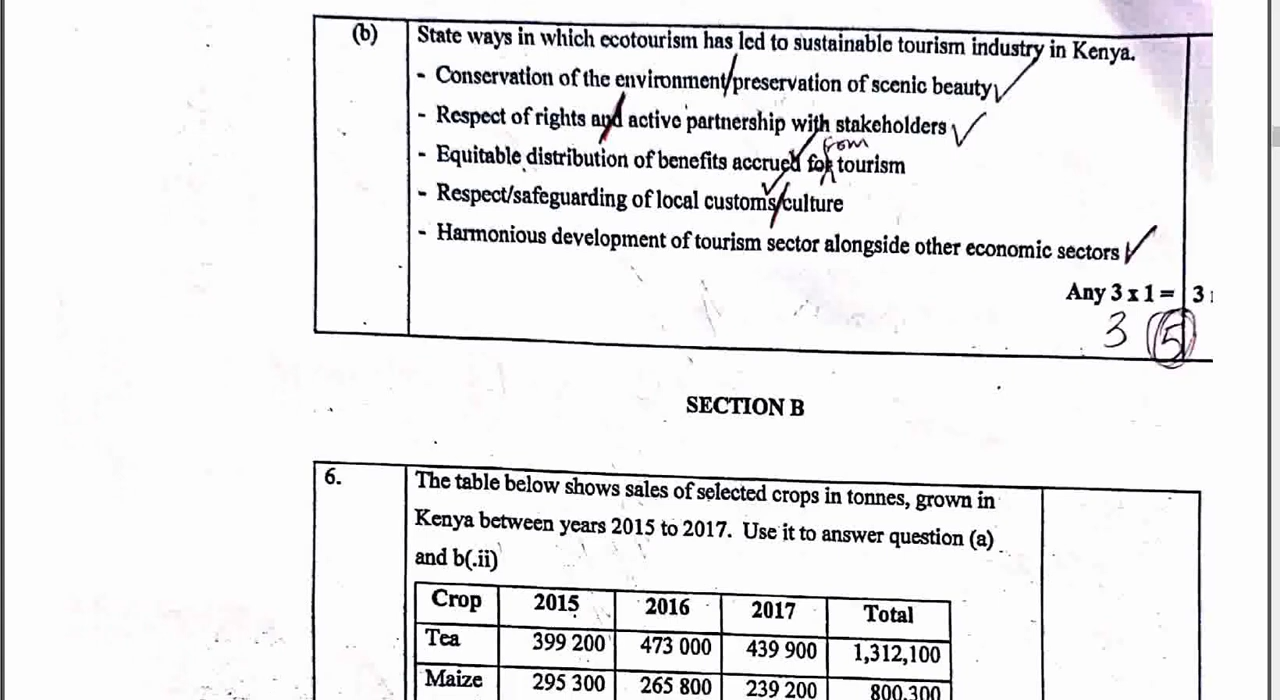 (b) State ways in which ecotourism has led to sustainable tourism industry in Kenya.
- Conservation of the environment/preservation of scenic beauty
- Respect of rights and active partnership with stakeholders
from
- Equitable distribution of benefits accrued for tourism
- Respect/safeguarding of local customs/culture
- Harmonious development of tourism sector alongside other economic sectors
Any 3 x 1 = 3
3 5
SECTION B
6. The table below shows sales of selected crops in tonnes, grown in
Kenya between years 2015 to 2017. Use it to answer question (a)
and b(.ii)
Crop 2015 2016 2017 Total
Tea 399 200 473 000 439 900 1,312,100
Maize 295 300 265 800 239 200 800,300